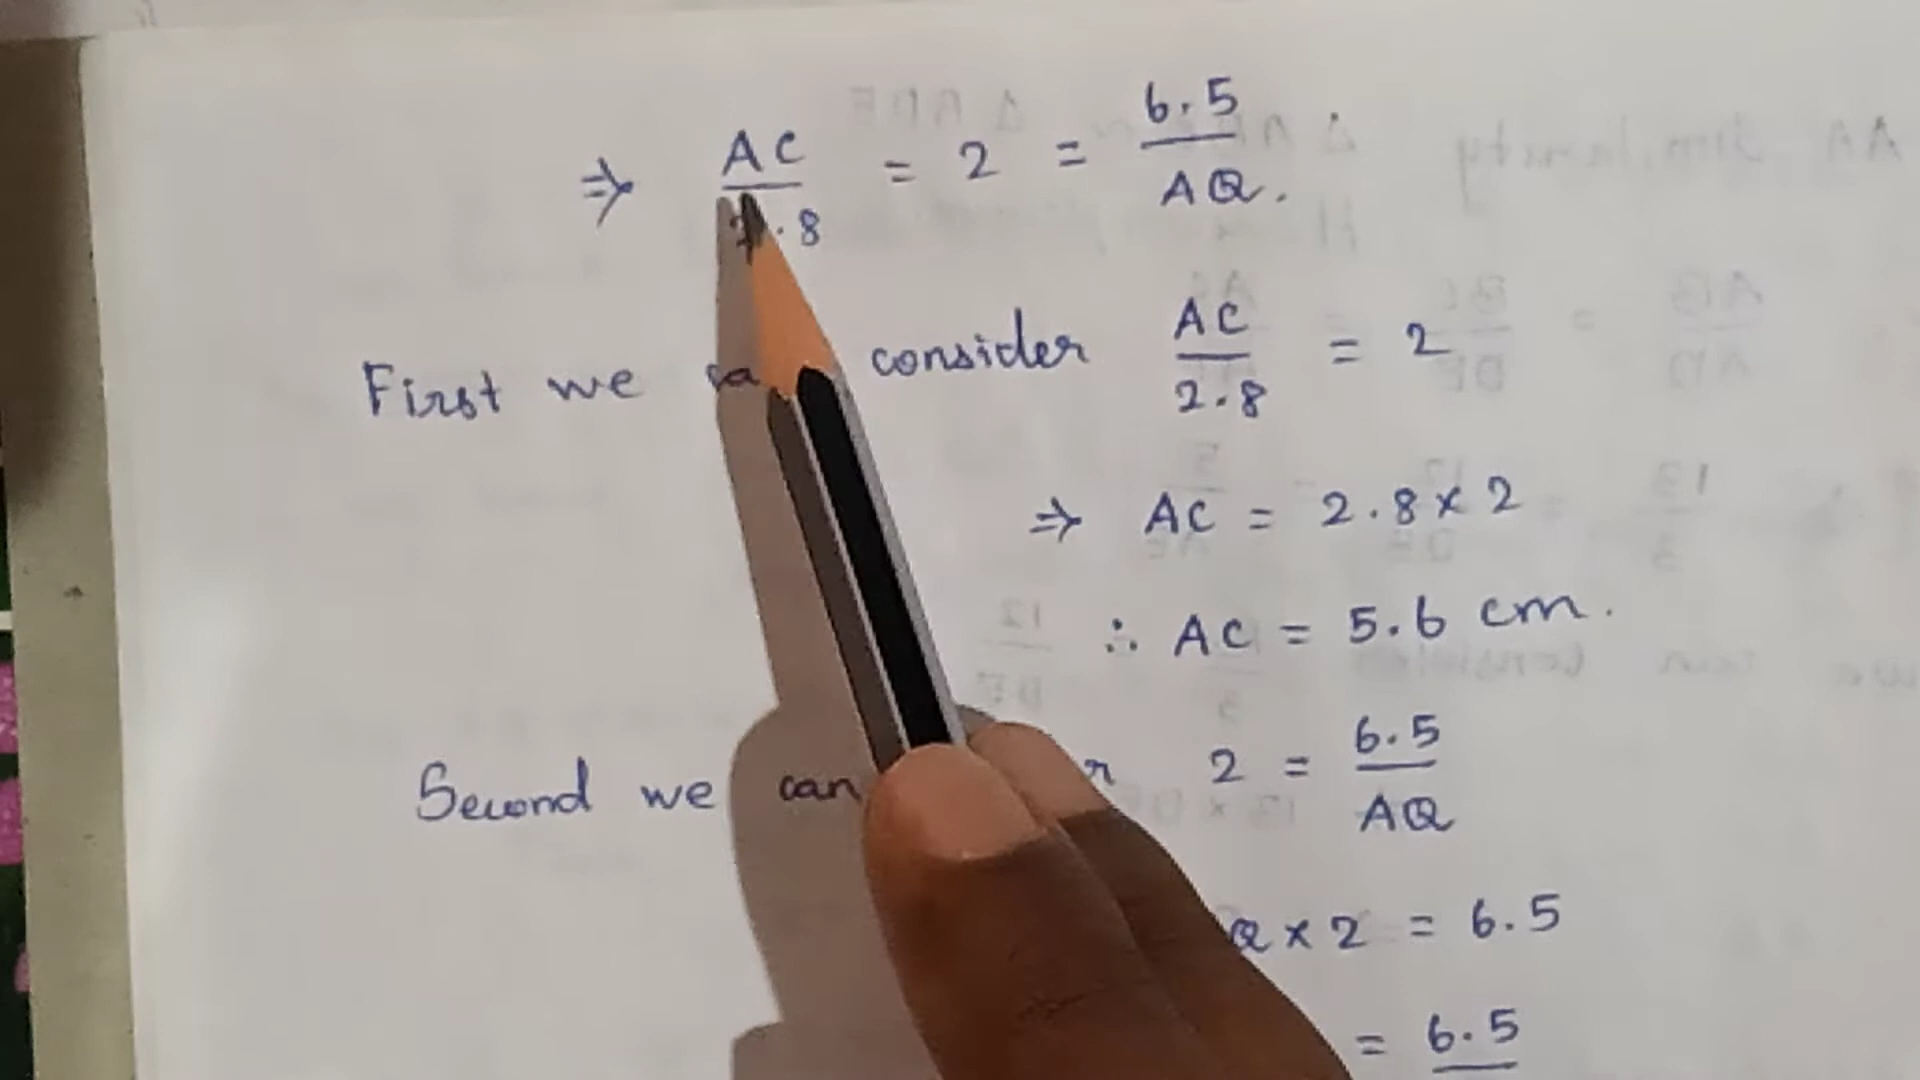 ⇒ AC/2.8 = 2 = 6.5/AQ.
First we consider AC/2.8 = 2
⇒ AC = 2.8 × 2
∴ AC = 5.6 cm.
Second we can 2 = 6.5/AQ
Q × 2 = 6.5
= 6.5